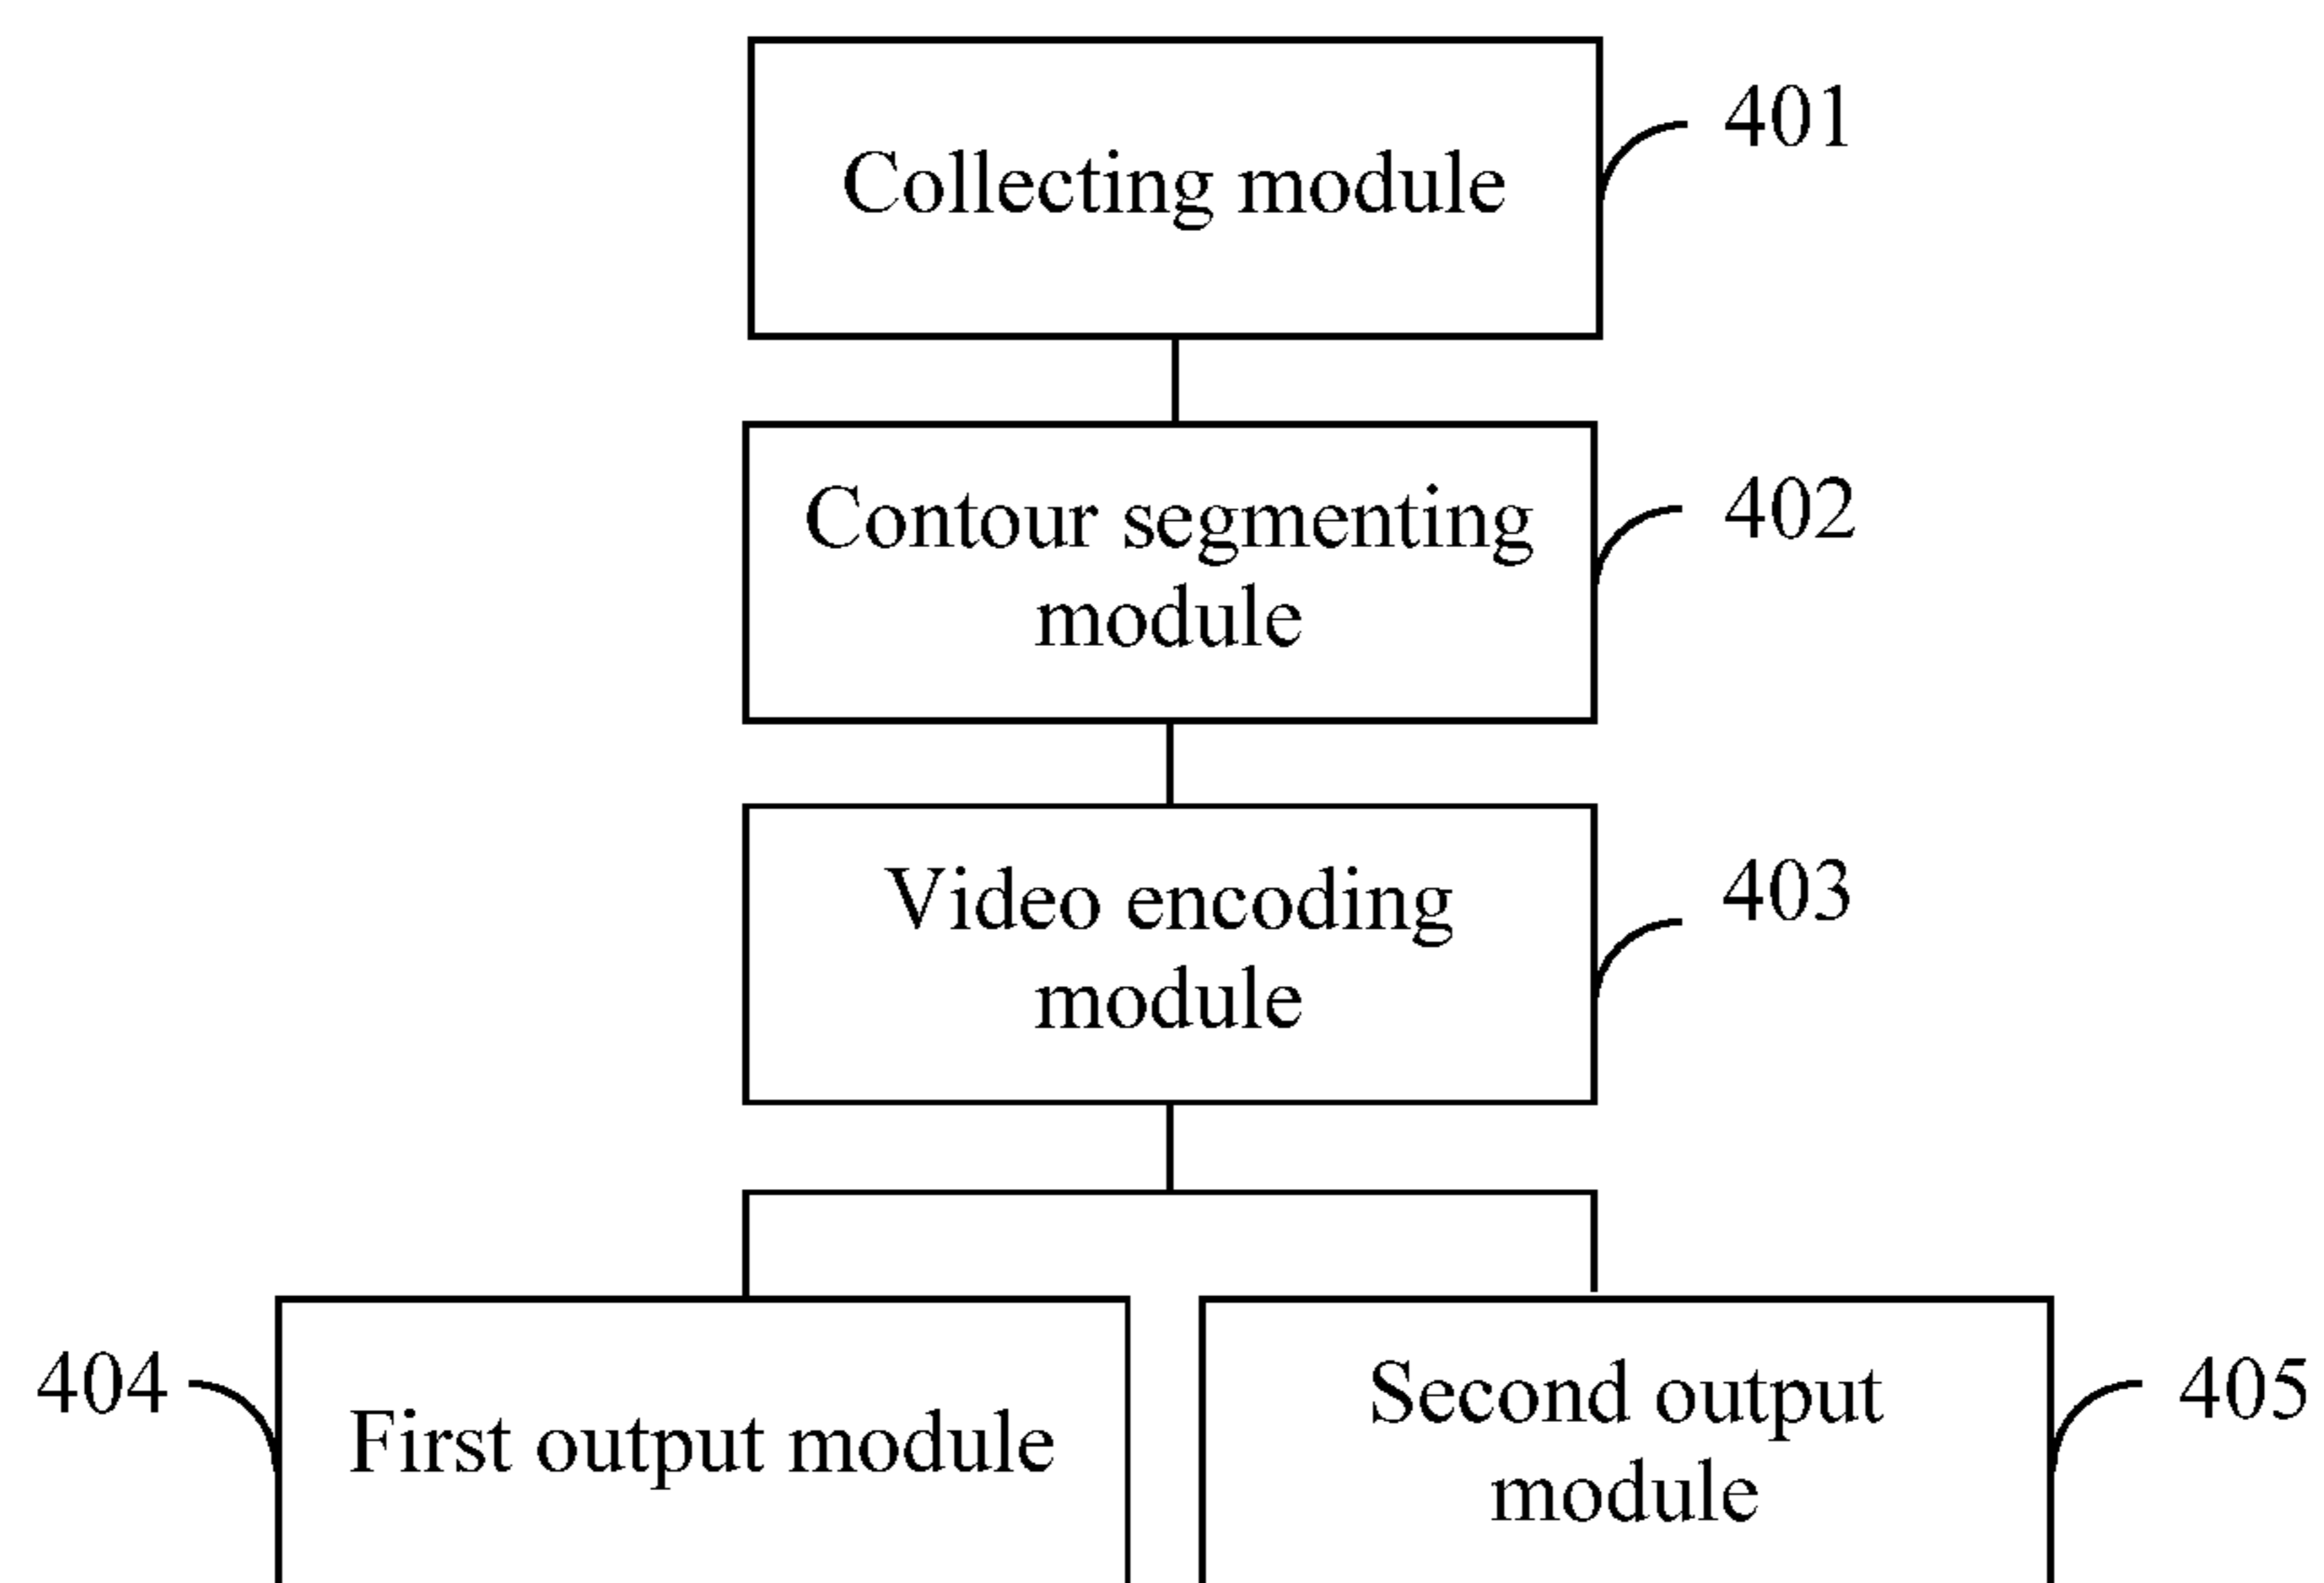 Collecting module
401
Contour segmenting
module
402
Video encoding
module
403
404
First output module
Second output
module
405